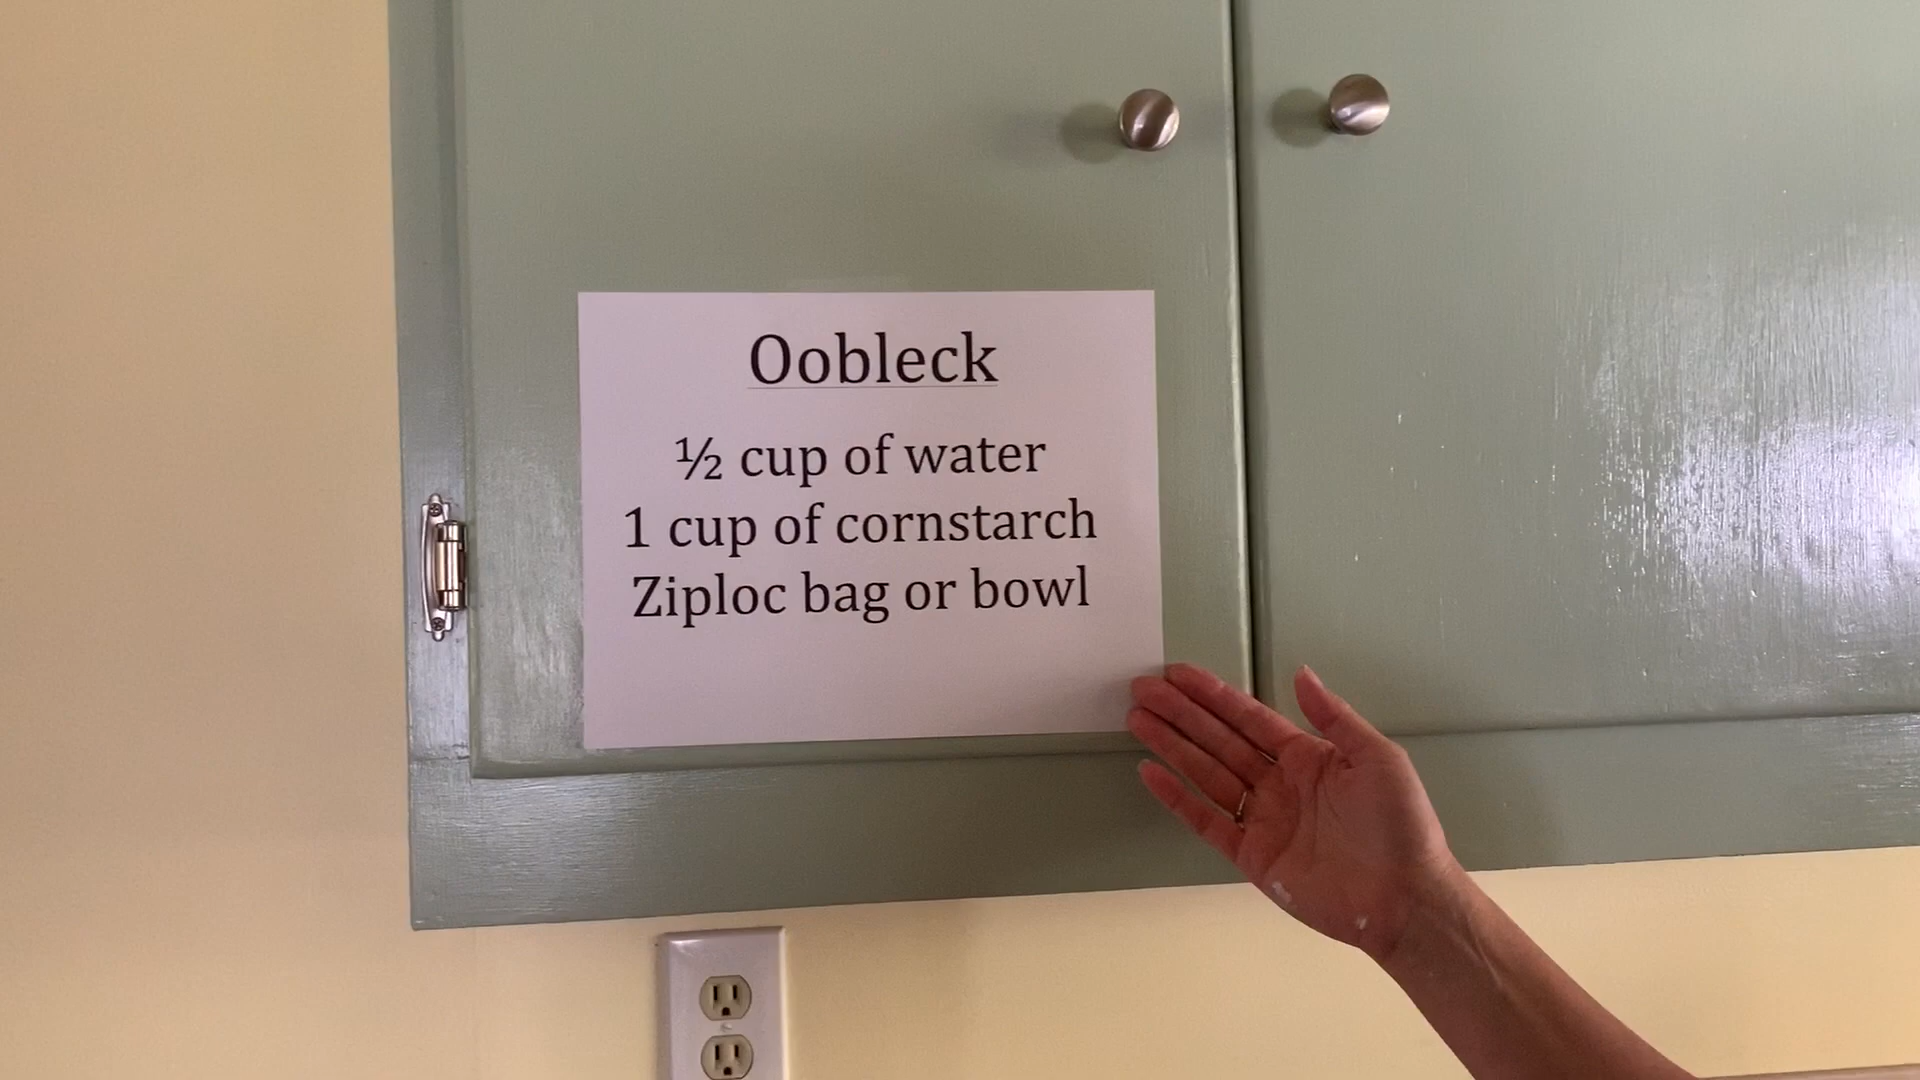 Oobleck
½ cup of water
1 cup of cornstarch
Ziploc bag or bowl